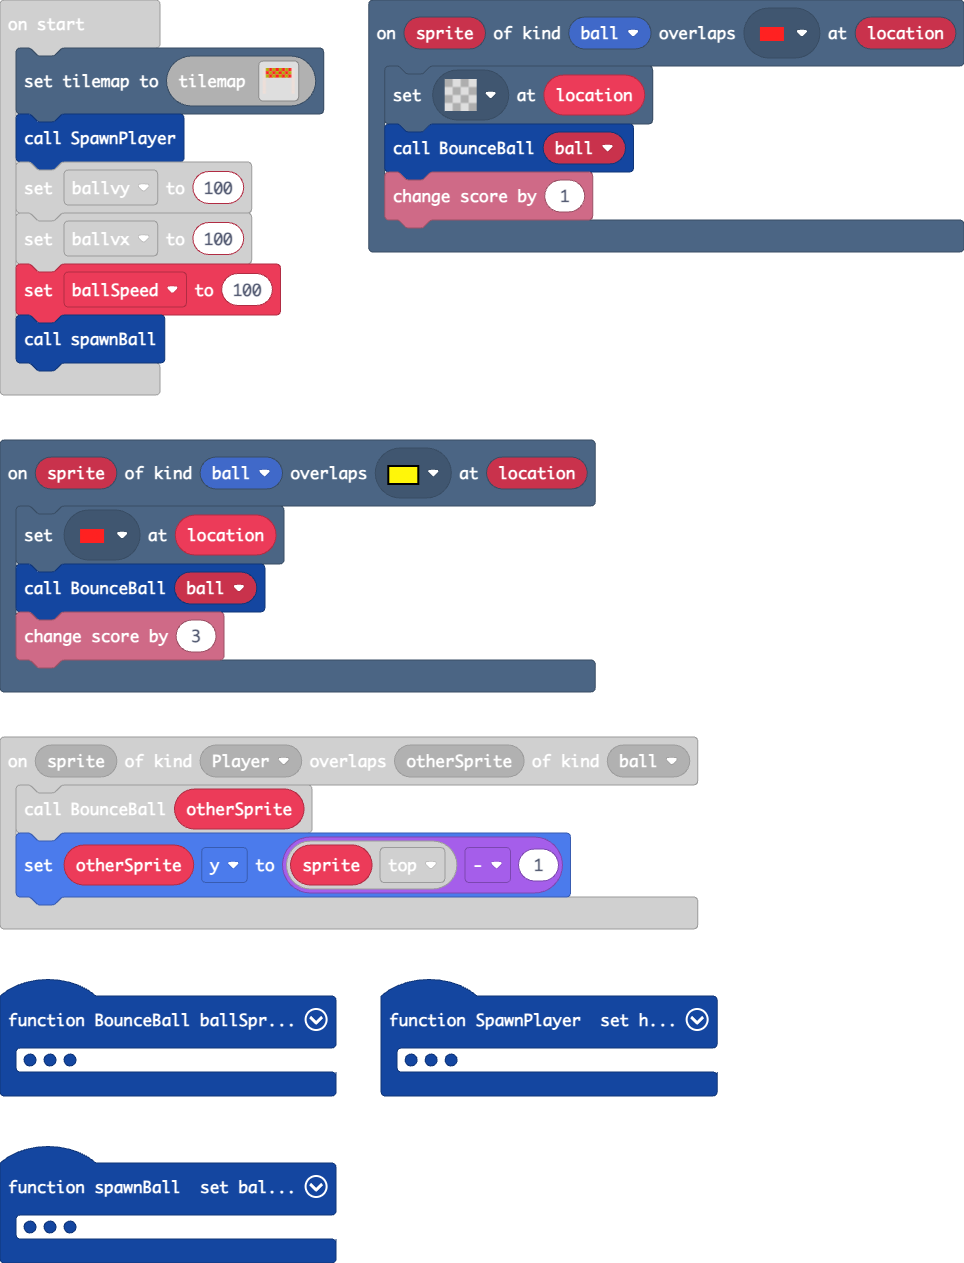 on start
set tilemap to tilemap
call SpawnPlayer
set ballvy to 100
set ballvx to 100
set ballSpeed to 100
call spawnBall
on sprite of kind ball overlaps at location
set at location
call BounceBall ball
change score by 1
on sprite of kind ball overlaps at location
set at location
call BounceBall ball
change score by 3
on sprite of kind Player overlaps otherSprite of kind ball
call BounceBall otherSprite
set otherSprite y to sprite top - 1
function BounceBall ballSpr...
function SpawnPlayer set h...
function spawnBall set bal...